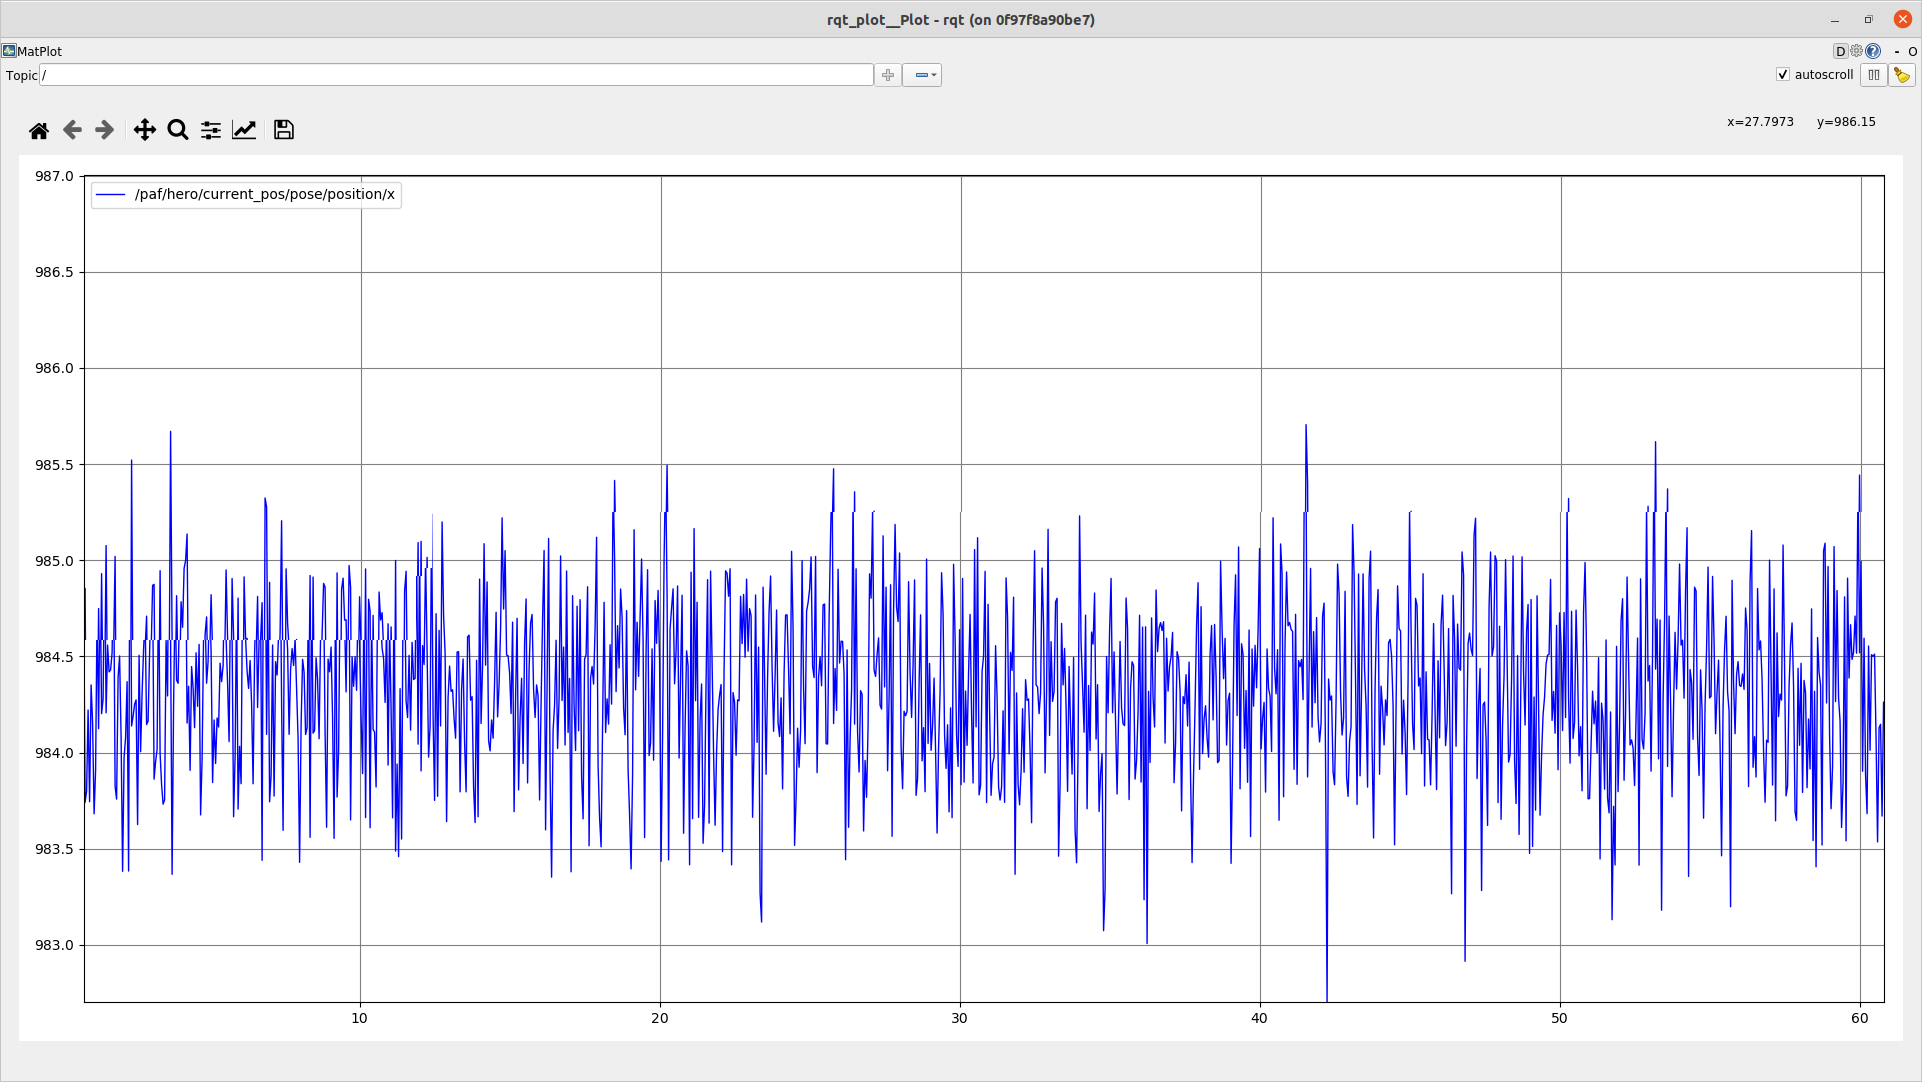 rqt_plot__Plot - rqt (on 0f97f8a90be7)
MatPlot
D
- O
Topic /
autoscroll
x=27.7973 y=986.15
987.0
/paf/hero/current_pos/pose/position/x
986.5
986.0
985.5
985.0
984.5
984.0
983.5
983.0
10 20 30 40 50 60